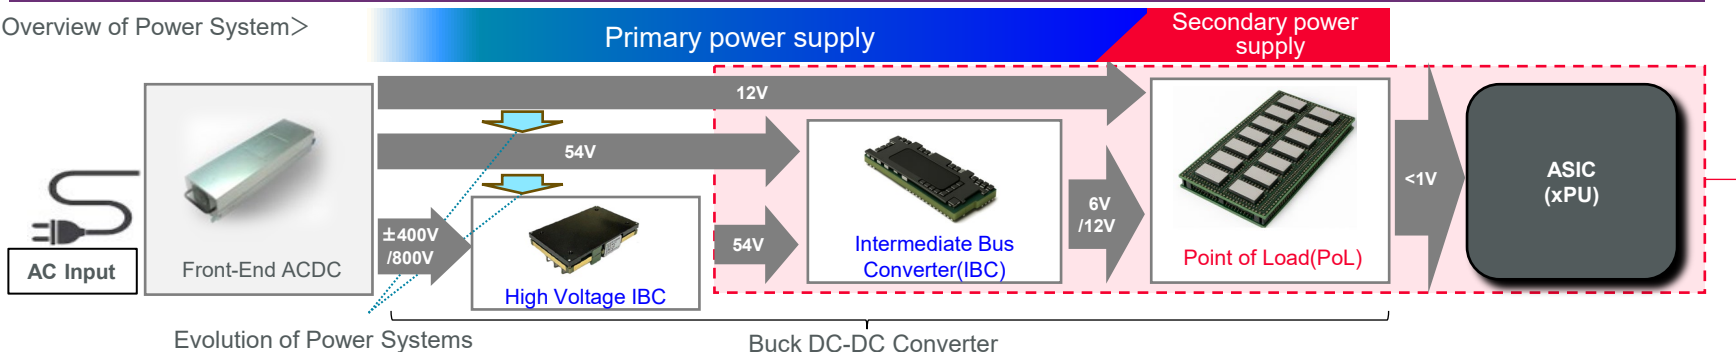 Overview of Power System＞
Primary power supply
Secondary power
supply
12V
54V
±400V
/800V
54V
6V
/12V
<1V
AC Input
Front-End ACDC
High Voltage IBC
Intermediate Bus
Converter(IBC)
Point of Load(PoL)
ASIC
(xPU)
Evolution of Power Systems
Buck DC-DC Converter